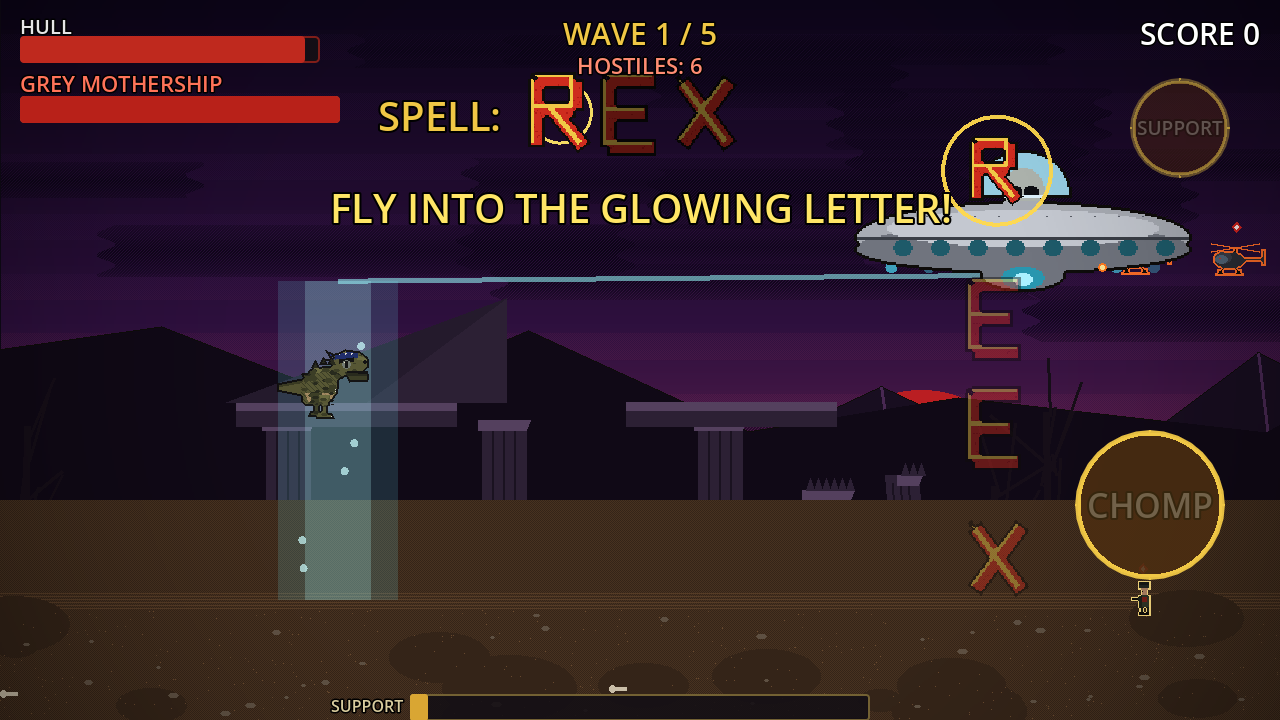 HULL
WAVE 1 / 5
SCORE 0
HOSTILES: 6
GREY MOTHERSHIP
SPELL: REX
SUPPORT
R
FLY INTO THE GLOWING LETTER!
E
E
CHOMP
X
SUPPORT